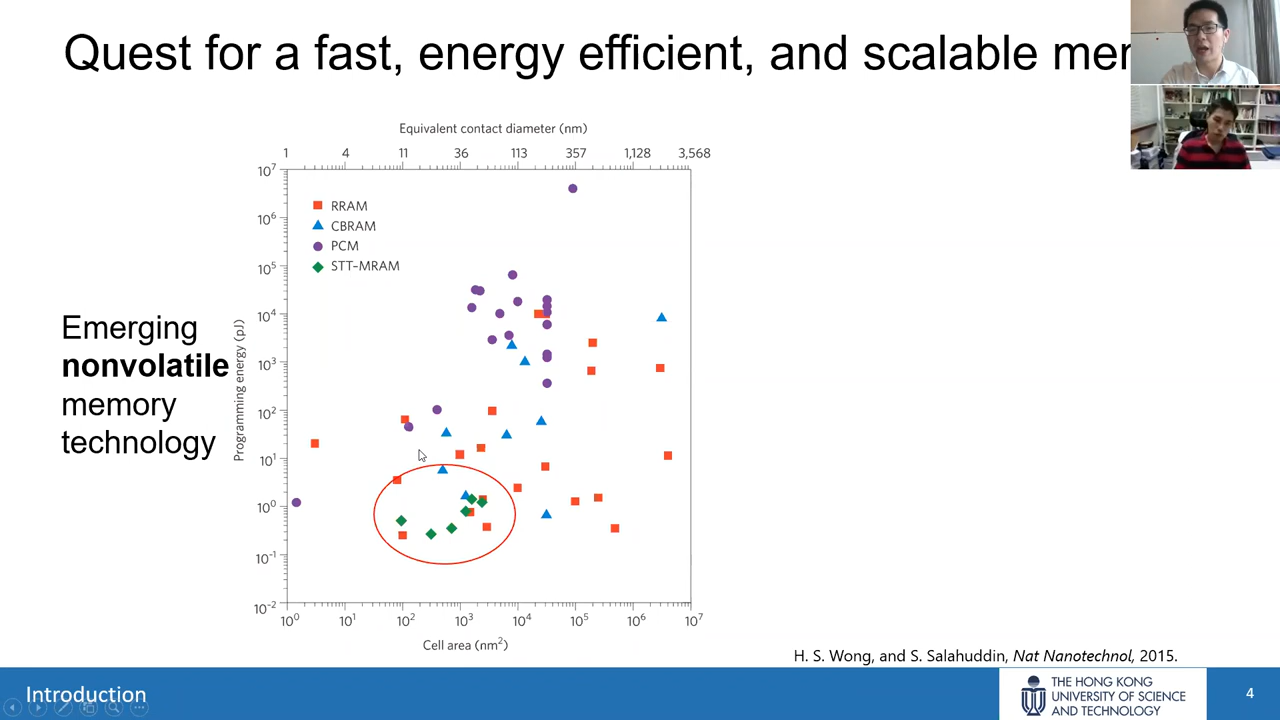 Quest for a fast, energy efficient, and scalable
Equivalent contact diameter (nm)
1 4 11 36 113 357 1,128 3,568
10⁷
10⁶
10⁵
10⁴
10³
10²
10¹
10⁰
10⁻¹
10⁻²
RRAM
CBRAM
PCM
STT–MRAM
Emerging
nonvolatile
memory
technology
Programming energy (pJ)
10⁰ 10¹ 10² 10³ 10⁴ 10⁵ 10⁶ 10⁷
Cell area (nm²)
H. S. Wong, and S. Salahuddin, Nat Nanotechnol, 2015.
Introduction
THE HONG KONG
UNIVERSITY OF SCIENCE
AND TECHNOLOGY
4